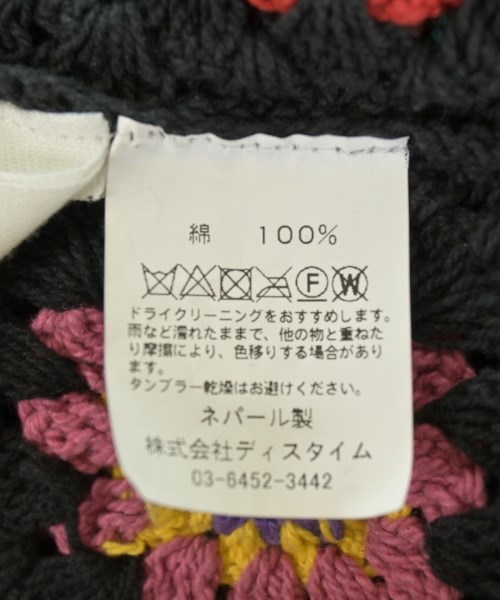 綿 100%
F W
ドライクリーニングをおすすめします。
雨など濡れたままで、他の物と重ねた
り摩擦により、色移りする場合があり
ます。
タンブラー乾燥はお避けください。
ネパール製
株式会社ディスタイム
03-6452-3442